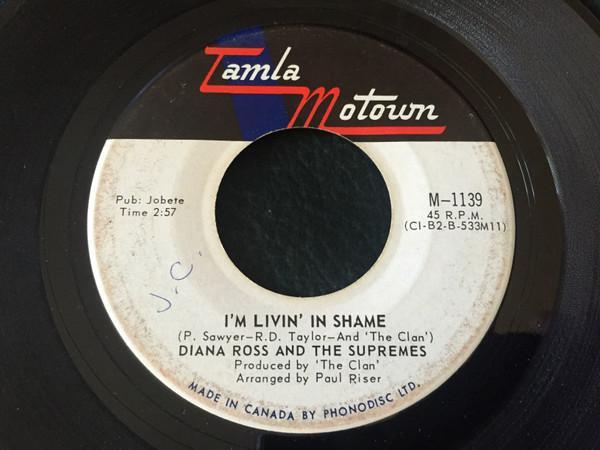 Tamla
Motown
Pub: Jobete
Time 2:57
M-1139
45 R.P.M.
(CI-B2-B-533M11)
J.C.
I'M LIVIN' IN SHAME
(P. Sawyer-R.D. Taylor-And 'The Clan')
DIANA ROSS AND THE SUPREMES
Produced by 'The Clan'
Arranged by Paul Riser
MADE IN CANADA BY PHONODISC LTD.